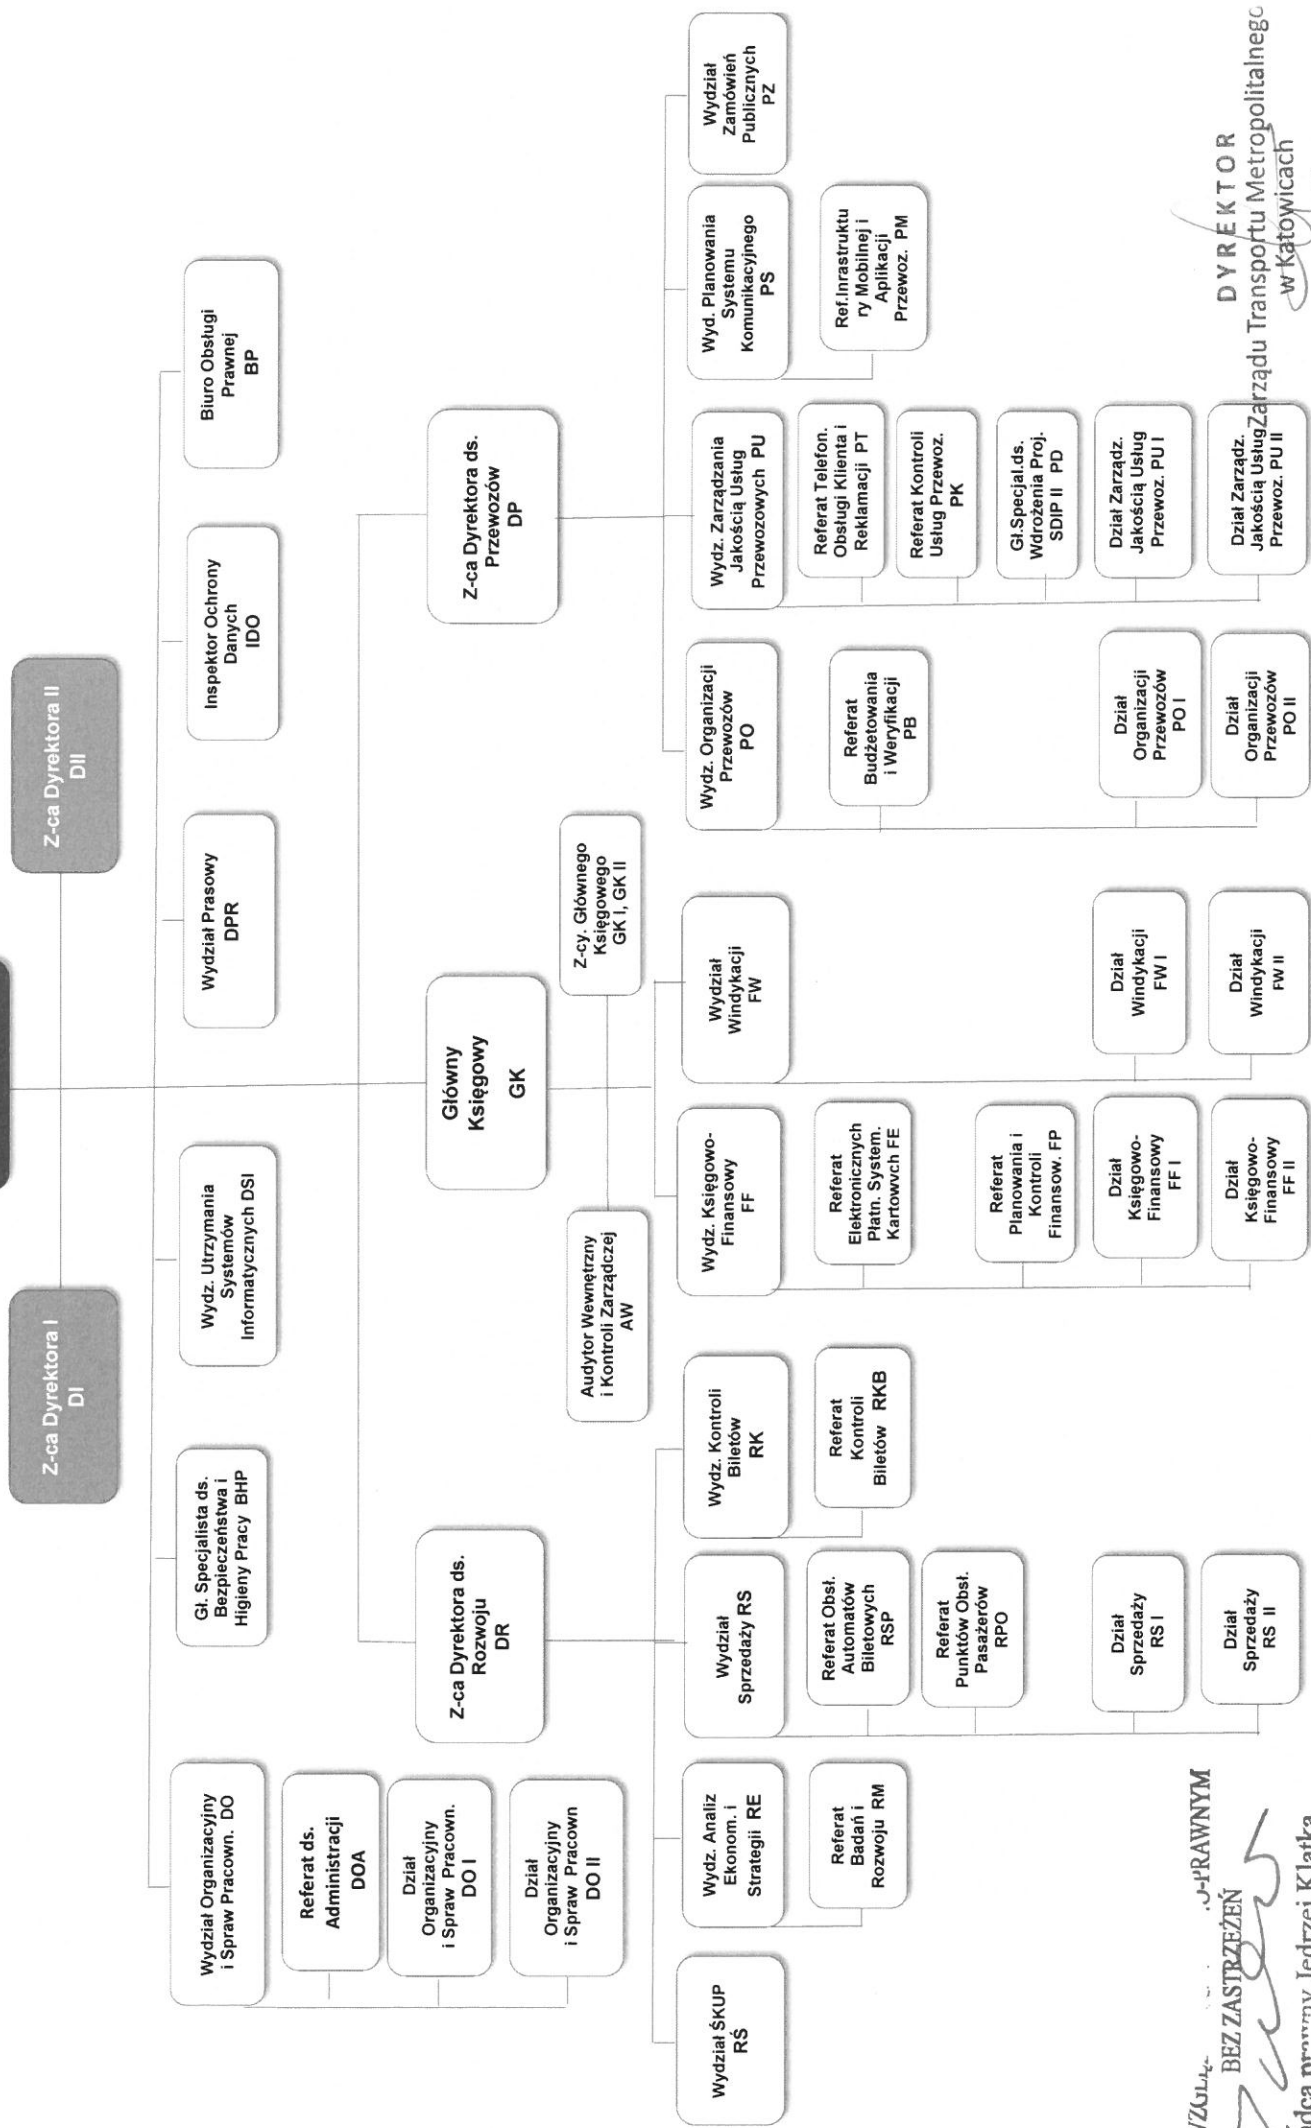 Z-ca Dyrektora I
DI
Z-ca Dyrektora II
DII
Wydział Organizacyjny
i Spraw Pracown. DO
Gł. Specjalista ds.
Bezpieczeństwa i
Higieny Pracy BHP
Wydz. Utrzymania
Systemów
Informatycznych DSI
Wydział Prasowy
DPR
Inspektor Ochrony
Danych
IDO
Biuro Obsługi
Prawnej
BP
Referat ds.
Administracji
DOA
Dział
Organizacyjny
i Spraw Pracown.
DO I
Dział
Organizacyjny
i Spraw Pracown
DO II
Z-ca Dyrektora ds.
Rozwoju
DR
Główny
Księgowy
GK
Z-ca Dyrektora ds.
Przewozów
DP
Audytor Wewnętrzny
i Kontroli Zarządczej
AW
Z-cy. Głównego
Księgowego
GK I, GK II
Wydział ŚKUP
RŚ
Wydz. Analiz
Ekonom. i
Strategii RE
Referat
Badań i
Rozwoju RM
Wydział
Sprzedaży RS
Referat Obsł.
Automatów
Biletowych
RSP
Referat
Punktów Obsł.
Pasażerów
RPO
Dział
Sprzedaży
RS I
Dział
Sprzedaży
RS II
Wydz. Kontroli
Biletów
RK
Referat
Kontroli
Biletów RKB
Wydz. Księgowo-
Finansowy
FF
Referat
Elektronicznych
Płatn. System.
Kartowych FE
Referat
Planowania i
Kontroli
Finansow. FP
Dział
Księgowo-
Finansowy
FF I
Dział
Księgowo-
Finansowy
FF II
Wydział
Windykacji
FW
Dział
Windykacji
FW I
Dział
Windykacji
FW II
Wydz. Organizacji
Przewozów
PO
Referat
Budżetowania
i Weryfikacji
PB
Dział
Organizacji
Przewozów
PO I
Dział
Organizacji
Przewozów
PO II
Wydz. Zarządzania
Jakością Usług
Przewozowych PU
Referat Telefon.
Obsługi Klienta i
Reklamacji PT
Referat Kontroli
Usług Przewoz.
PK
Gł.Specjal.ds.
Wdrożenia Proj.
SDIP II PD
Dział Zarządz.
Jakością Usług
Przewoz. PU I
Dział Zarządz.
Jakością Usług
Przewoz. PU II
Wyd. Planowania
Systemu
Komunikacyjnego
PS
Ref.Inrastruktu
ry Mobilnej i
Aplikacji
Przewoz. PM
Wydział
Zamówień
Publicznych
PZ
BEZ ZASTRZEŻEŃ
prawny Jędrzej Klatka
DYREKTOR
Zarządu Transportu Metropolitalnego
w Katowicach